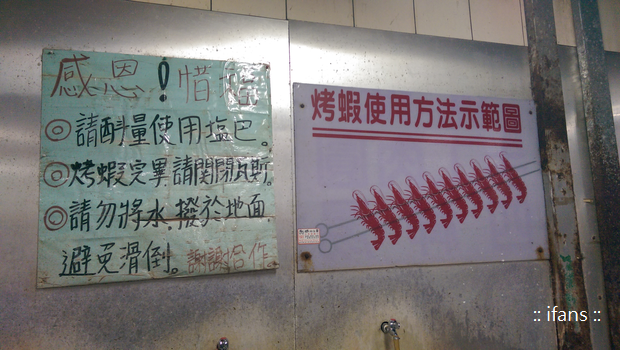 感恩!惜福
◎請酌量使用塩巴。
◎烤蝦完畢請関閉瓦斯。
◎請勿將水撥於地面
避免滑倒。謝謝合作。
烤蝦使用方法示範圖
:: ifans ::